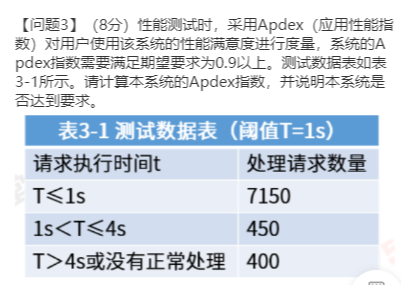 【问题3】(8分）性能测试时，采用Apdex（应用性能指
数）对用户使用该系统的性能满意度进行度量，系统的A
pdex指数需要满足期望要求为0.9以上。测试数据表如表
3-1所示。请计算本系统的Apdex指数，并说明本系统是
否达到要求。
表3-1 测试数据表（阈值T=1s）
请求执行时间t 处理请求数量
T≤1s 7150
1s＜T≤4s 450
T＞4s或没有正常处理 400